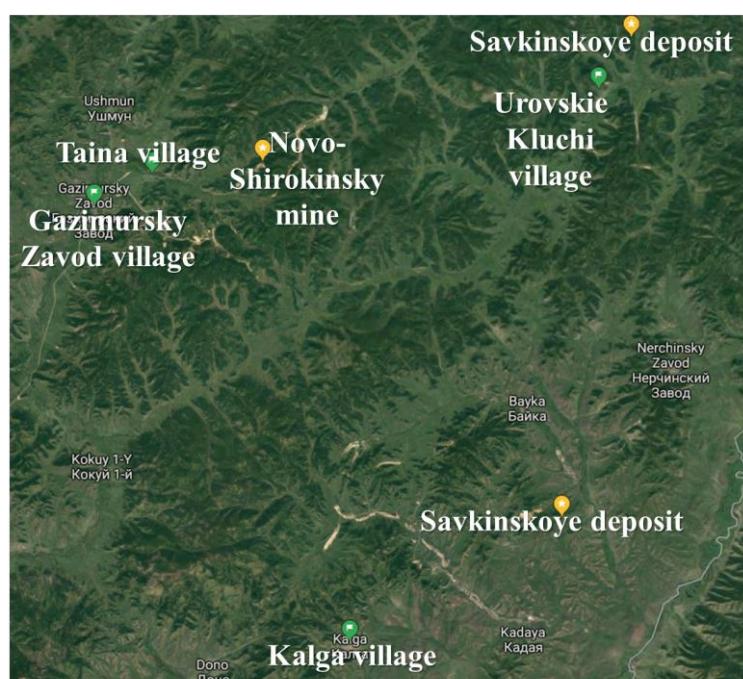 Savkinskoye deposit
Urovskie
Kluchi
village
Ushmun
Ушмун
Taina village
Novo-
Shirokinsky
mine
Gazimursky
Zavod
Завод
Gazimursky
Zavod village
Nerchinsky
Zavod
Нерчинский
Завод
Bayka
Байка
Kokuy 1-Y
Кокуй 1-й
Savkinskoye deposit
Kadaya
Кадая
Kalga village
Dono